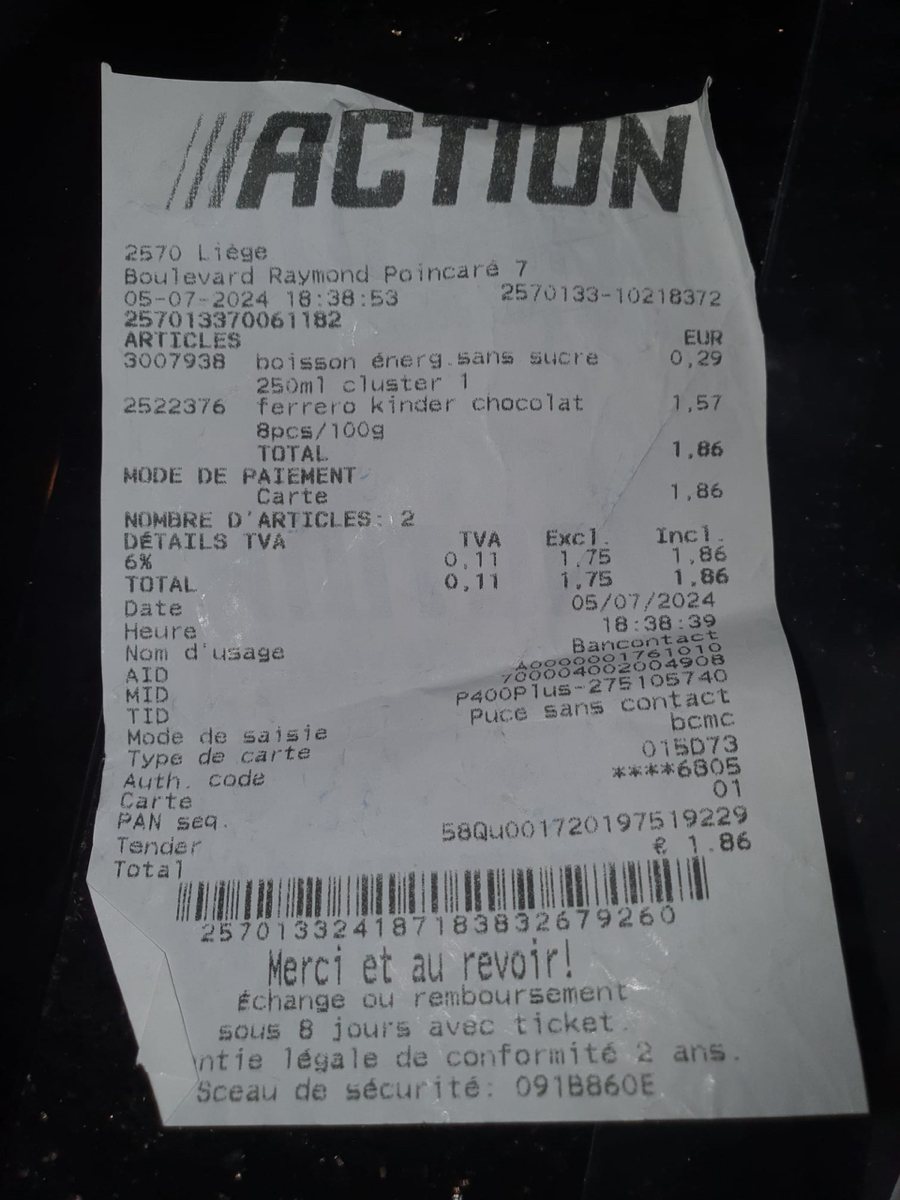 ACTION
2570 Liège
Boulevard Raymond Poincaré 7
05-07-2024 18:38:53 2570133-10218372
257013370061182
ARTICLES EUR
3007938 boisson énerg.sans sucre 0,29
250ml cluster 1
2522376 ferrero kinder chocolat 1,57
8pcs/100g
TOTAL 1,86
MODE DE PAIEMENT
Carte 1,86
NOMBRE D'ARTICLES: 2
DÉTAILS TVA TVA Excl. Incl.
6% 0,11 1,75 1,86
TOTAL 0,11 1,75 1,86
Date 05/07/2024
Heure 18:38:39
Nom d'usage Bancontact
AID A0000001761010
MID 700004002004908
TID P400Plus-275105740
Mode de saisie Puce sans contact
Type de carte bcmc
Auth. code 015D73
Carte ****6805
PAN seq. 01
Tender 58Qu001720197519229
Total € 1.86
257013324187183832679260
Merci et au revoir!
Échange ou remboursement
sous 8 jours avec ticket.
ntie légale de conformité 2 ans.
Sceau de sécurité: 091B860E